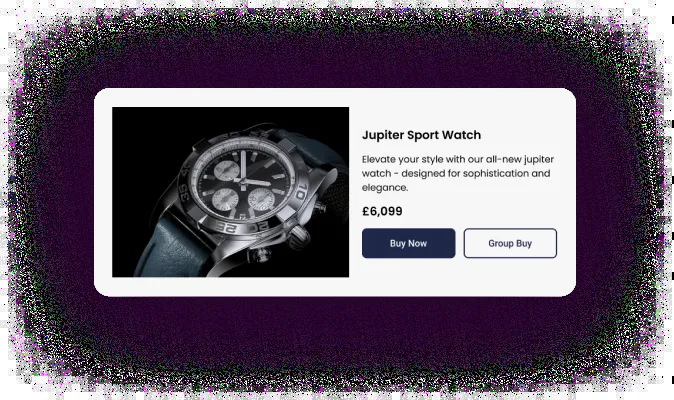 Jupiter Sport Watch
Elevate your style with our all-new jupiter
watch - designed for sophistication and
elegance.
£6,099
Buy Now
Group Buy